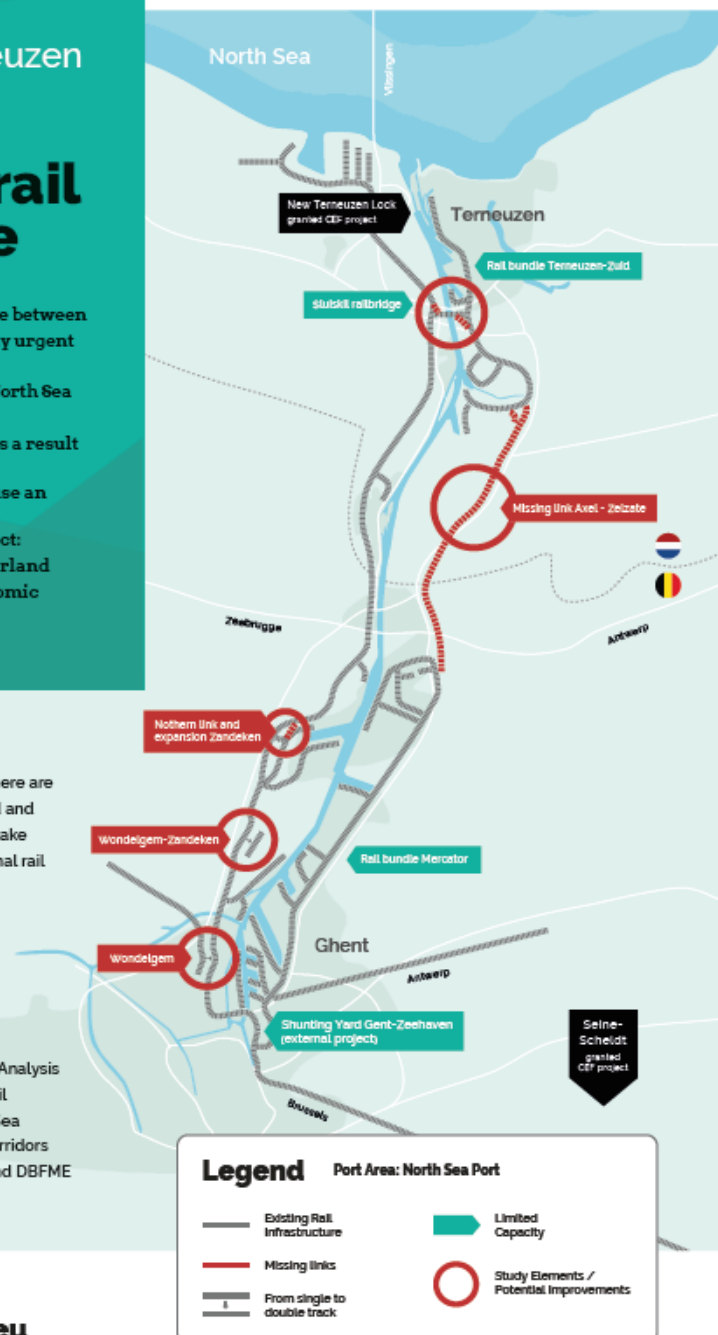 euzen
rail
e
e between
y urgent
orth Sea
s a result
se an
ct:
rland
omic
ere are
l and
ake
nal rail
Analysis
il
Sea
rridors
nd DBFME
eu
North Sea
Vlissingen
New Terneuzen Lock
granted CEF project
Terneuzen
Rail bundle Terneuzen-Zuid
Sluiskil railbridge
Missing link Axel - Zelzate
Zeebrugge
Antwerp
Nothern link and
expansion Zandeken
Wondelgem-Zandeken
Rail bundle Mercator
Ghent
Wondelgem
Antwerp
Shunting Yard Gent-Zeehaven
(external project)
Seine-
Scheldt
granted
CEF project
Brussels
Legend
Port Area: North Sea Port
Existing Rail
Infrastructure
Limited
Capacity
Missing links
Study Elements /
Potential Improvements
From single to
double track